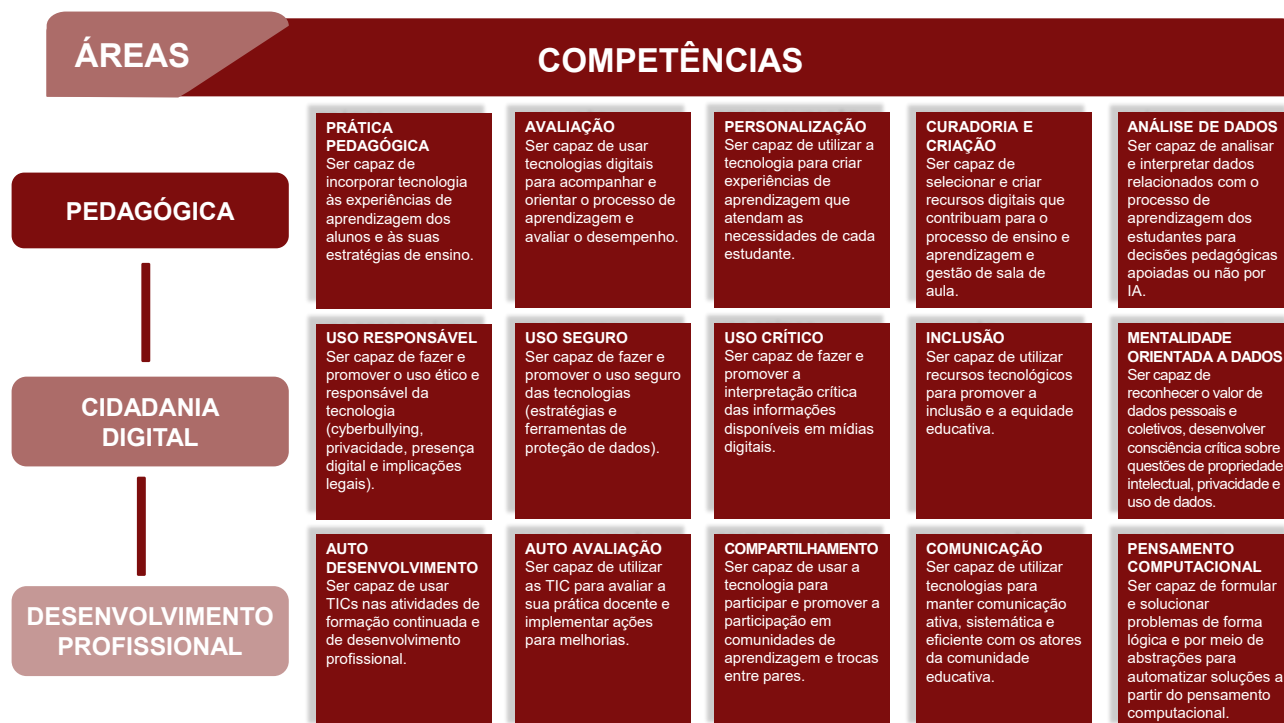 ÁREAS
COMPETÊNCIAS
PEDAGÓGICA
PRÁTICA
PEDAGÓGICA
Ser capaz de
incorporar tecnologia
às experiências de
aprendizagem dos
alunos e às suas
estratégias de ensino.
AVALIAÇÃO
Ser capaz de usar
tecnologias digitais
para acompanhar e
orientar o processo de
aprendizagem e
avaliar o desempenho.
PERSONALIZAÇÃO
Ser capaz de utilizar a
tecnologia para criar
experiências de
aprendizagem que
atendam as
necessidades de cada
estudante.
CURADORIA E
CRIAÇÃO
Ser capaz de
selecionar e criar
recursos digitais que
contribuam para o
processo de ensino e
aprendizagem e
gestão de sala de
aula.
ANÁLISE DE DADOS
Ser capaz de analisar
e interpretar dados
relacionados com o
processo de
aprendizagem dos
estudantes para
decisões pedagógicas
apoiadas ou não por
IA.
CIDADANIA
DIGITAL
USO RESPONSÁVEL
Ser capaz de fazer e
promover o uso ético e
responsável da
tecnologia
(cyberbullying,
privacidade, presença
digital e implicações
legais).
USO SEGURO
Ser capaz de fazer e
promover o uso seguro
das tecnologias
(estratégias e
ferramentas de
proteção de dados).
USO CRÍTICO
Ser capaz de fazer e
promover a
interpretação crítica
das informações
disponíveis em mídias
digitais.
INCLUSÃO
Ser capaz de utilizar
recursos tecnológicos
para promover a
inclusão e a equidade
educativa.
MENTALIDADE
ORIENTADA A DADOS
Ser capaz de
reconhecer o valor de
dados pessoais e
coletivos, desenvolver
consciência crítica sobre
questões de propriedade
intelectual, privacidade e
uso de dados.
DESENVOLVIMENTO
PROFISSIONAL
AUTO
DESENVOLVIMENTO
Ser capaz de usar
TICs nas atividades de
formação continuada e
de desenvolvimento
profissional.
AUTO AVALIAÇÃO
Ser capaz de utilizar
as TIC para avaliar a
sua prática docente e
implementar ações
para melhorias.
COMPARTILHAMENTO
Ser capaz de usar a
tecnologia para
participar e promover a
participação em
comunidades de
aprendizagem e trocas
entre pares.
COMUNICAÇÃO
Ser capaz de utilizar
tecnologias para
manter comunicação
ativa, sistemática e
eficiente com os atores
da comunidade
educativa.
PENSAMENTO
COMPUTACIONAL
Ser capaz de formular
e solucionar
problemas de forma
lógica e por meio de
abstrações para
automatizar soluções a
partir do pensamento
computacional.